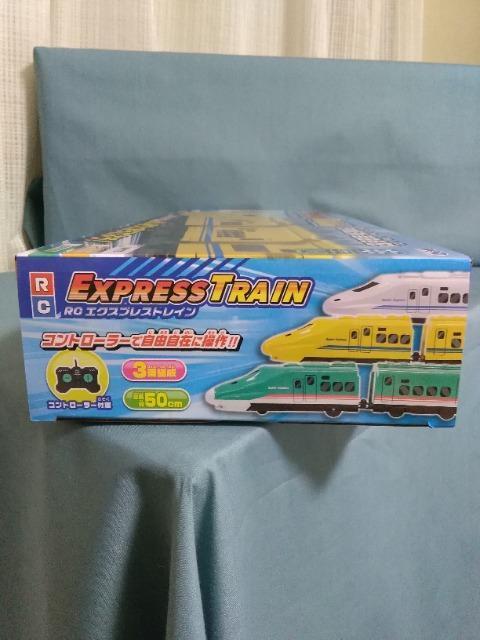 R
C
EXPRESS TRAIN
RC エクスプレストレイン
コントローラーで自由自在に操作!!
コントローラー付属
3両編成
50cm